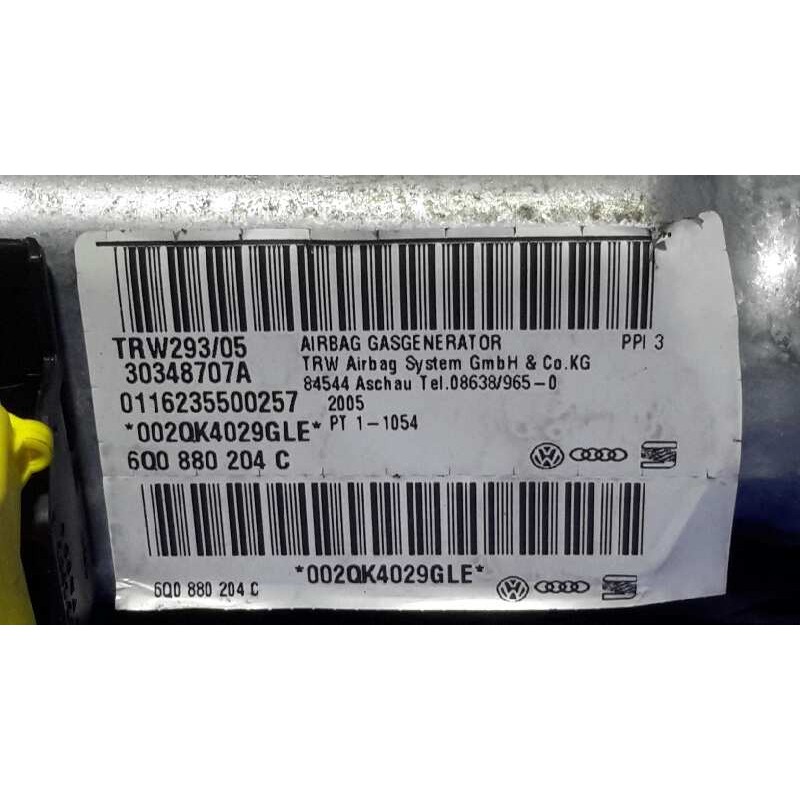 TRW293/05 AIRBAG GASGENERATOR PPI 3
30348707A TRW Airbag System GmbH & Co.KG
84544 Aschau Tel.08638/965-0
0116235500257 2005
*002QK4029GLE* PT 1-1054
6Q0 880 204 C
*002QK4029GLE*
6Q0 880 204 C